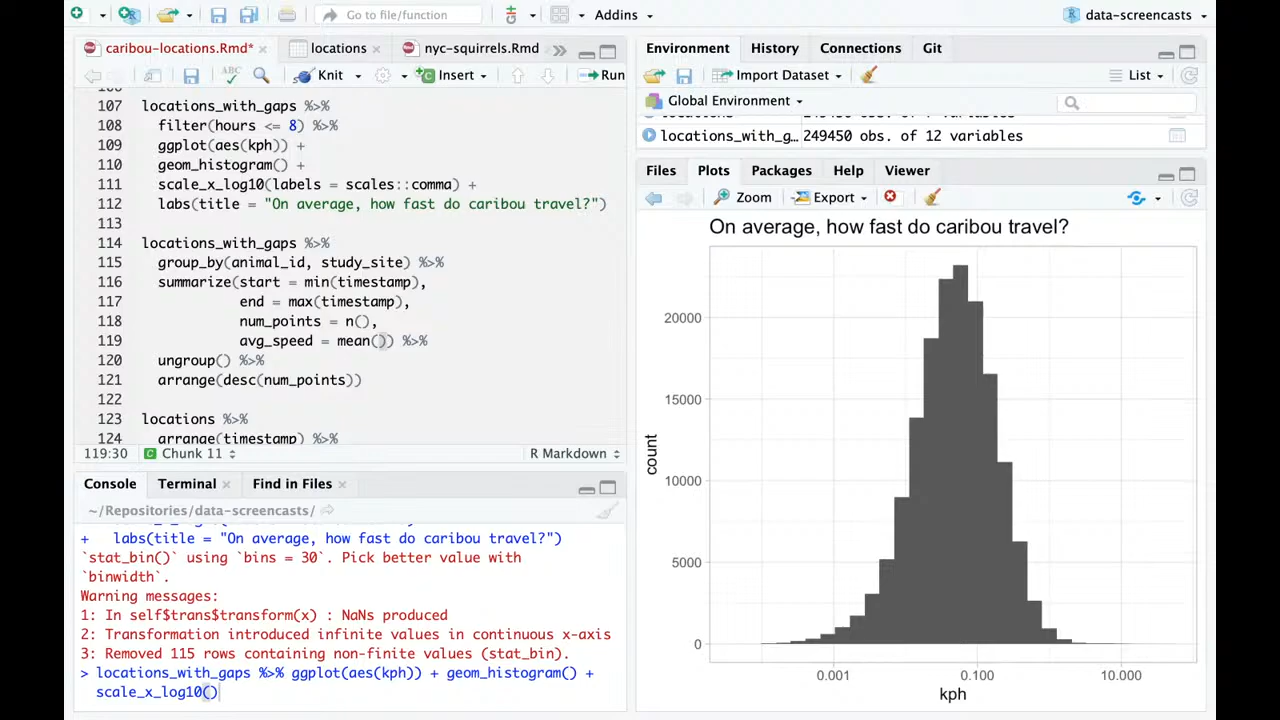 Go to file/function
Addins
data-screencasts
caribou-locations.Rmd*
locations
nyc-squirrels.Rmd
ABC
Knit
Insert
Run
107 locations_with_gaps %>%
108 filter(hours <= 8) %>%
109 ggplot(aes(kph)) +
110 geom_histogram() +
111 scale_x_log10(labels = scales::comma) +
112 labs(title = "On average, how fast do caribou travel?")
113
114 locations_with_gaps %>%
115 group_by(animal_id, study_site) %>%
116 summarize(start = min(timestamp),
117 end = max(timestamp),
118 num_points = n(),
119 avg_speed = mean()) %>%
120 ungroup() %>%
121 arrange(desc(num_points))
122
123 locations %>%
124 arrange(timestamp) %>%
119:30
Chunk 11
R Markdown
Console
Terminal
Find in Files
~/Repositories/data-screencasts/
+ labs(title = "On average, how fast do caribou travel?")
`stat_bin()` using `bins = 30`. Pick better value with
`binwidth`.
Warning messages:
1: In self$trans$transform(x) : NaNs produced
2: Transformation introduced infinite values in continuous x-axis
3: Removed 115 rows containing non-finite values (stat_bin).
> locations_with_gaps %>% ggplot(aes(kph)) + geom_histogram() +
scale_x_log10()
Environment
History
Connections
Git
Import Dataset
List
Global Environment
locations_with_g… 249450 obs. of 12 variables
Files
Plots
Packages
Help
Viewer
Zoom
Export
On average, how fast do caribou travel?
20000
15000
10000
5000
0
count
0.001
0.100
10.000
kph